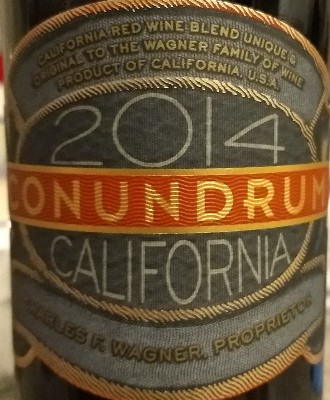 CALIFORNIA RED WINE BLEND UNIQUE &
ORIGINAL TO THE WAGNER FAMILY OF WINE
PRODUCT OF CALIFORNIA, U.S.A.
2014
CONUNDRUM
CALIFORNIA
CHARLES F. WAGNER, PROPRIETOR